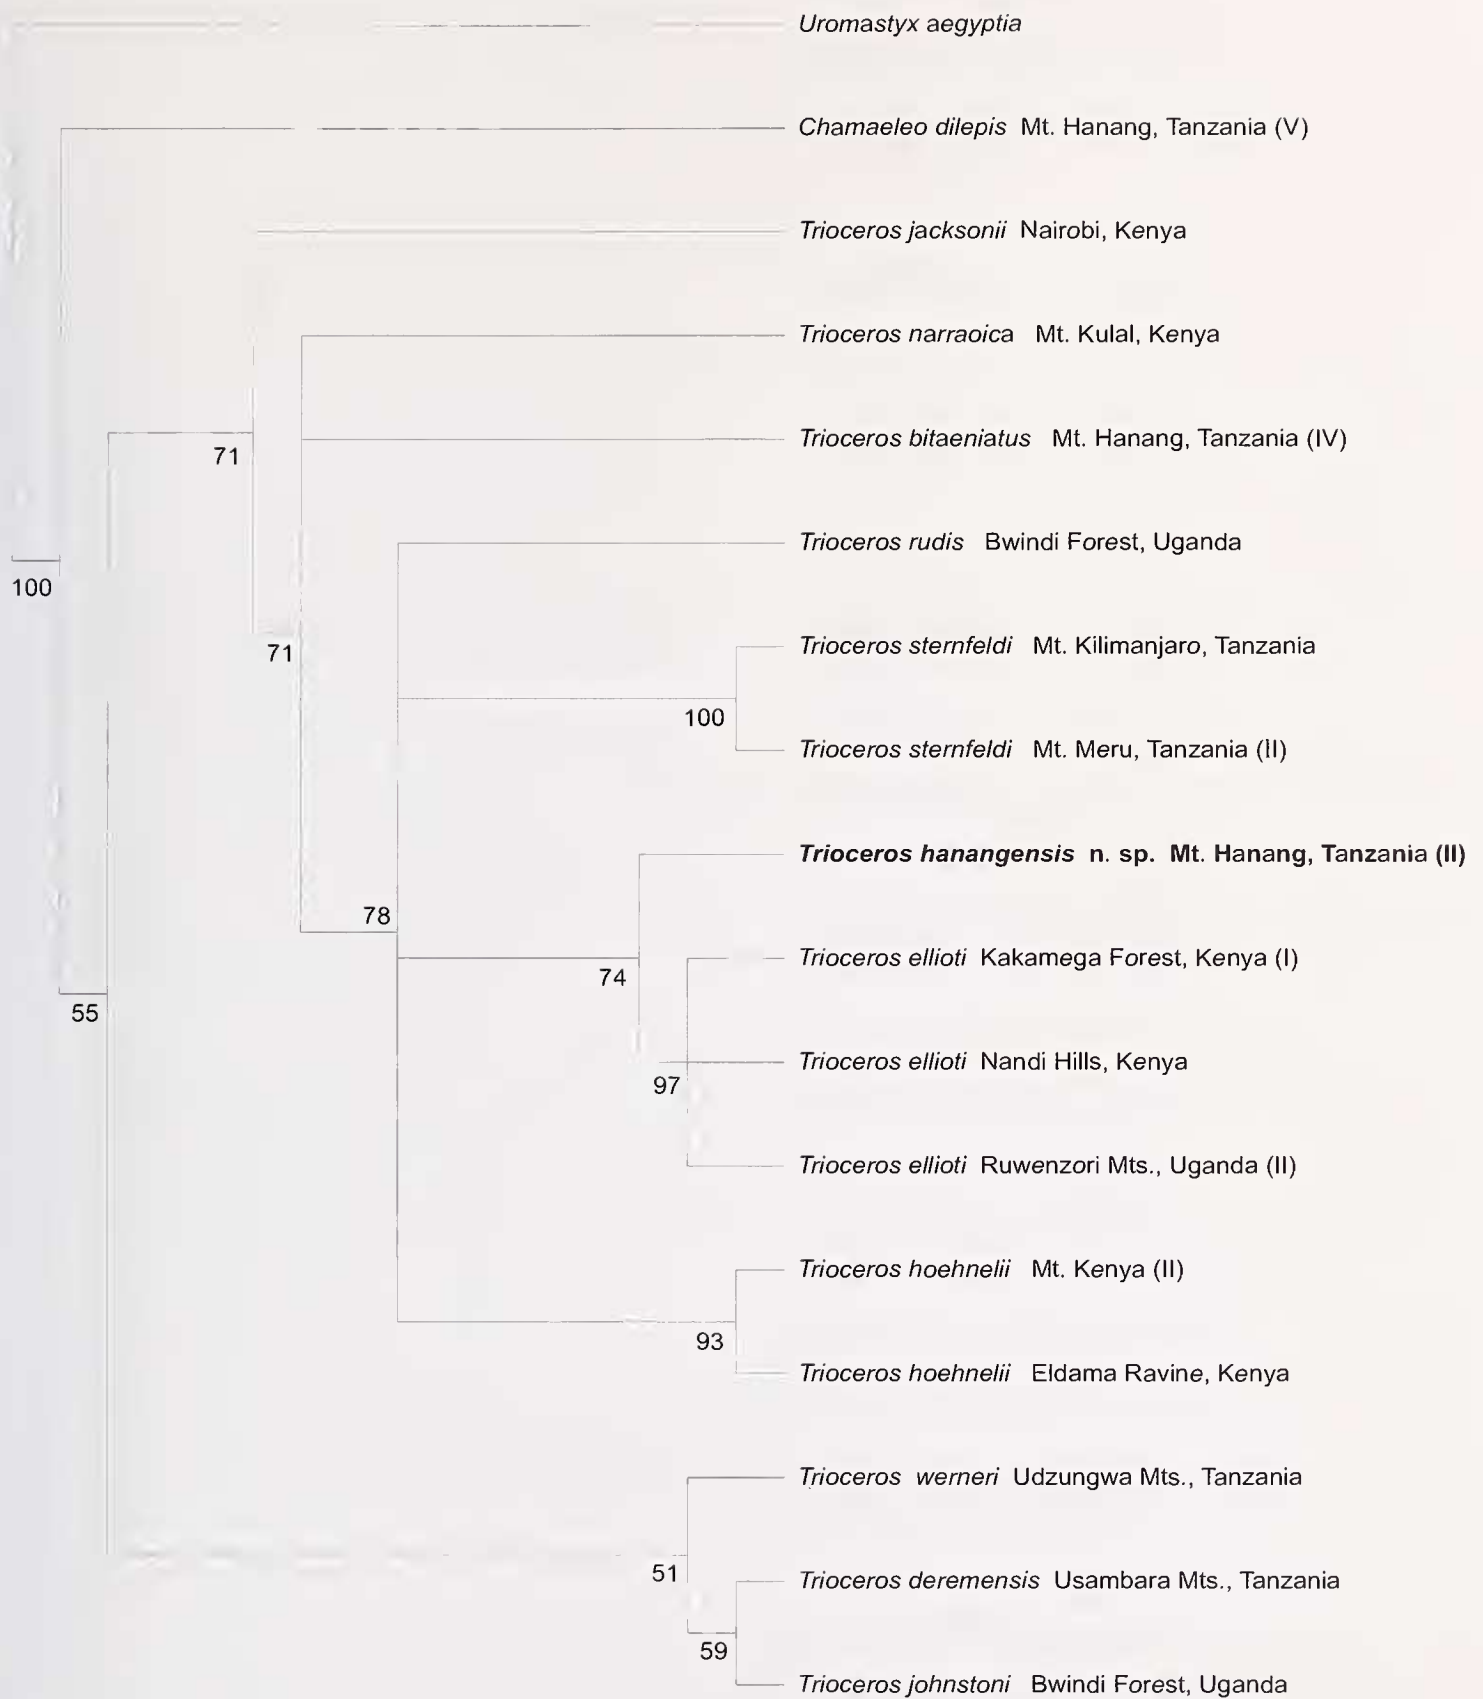 Uromastyx aegyptia
Chamaeleo dilepis Mt. Hanang, Tanzania (V)
Trioceros jacksonii Nairobi, Kenya
Trioceros narraoica Mt. Kulal, Kenya
Trioceros bitaeniatus Mt. Hanang, Tanzania (IV)
71
Trioceros rudis Bwindi Forest, Uganda
100
Trioceros sternfeldi Mt. Kilimanjaro, Tanzania
71
100
Trioceros sternfeldi Mt. Meru, Tanzania (II)
Trioceros hanangensis n. sp. Mt. Hanang, Tanzania (II)
78
Trioceros ellioti Kakamega Forest, Kenya (I)
74
55
Trioceros ellioti Nandi Hills, Kenya
97
Trioceros ellioti Ruwenzori Mts., Uganda (II)
Trioceros hoehnelii Mt. Kenya (II)
93
Trioceros hoehnelii Eldama Ravine, Kenya
Trioceros werneri Udzungwa Mts., Tanzania
51
Trioceros deremensis Usambara Mts., Tanzania
59
Trioceros johnstoni Bwindi Forest, Uganda